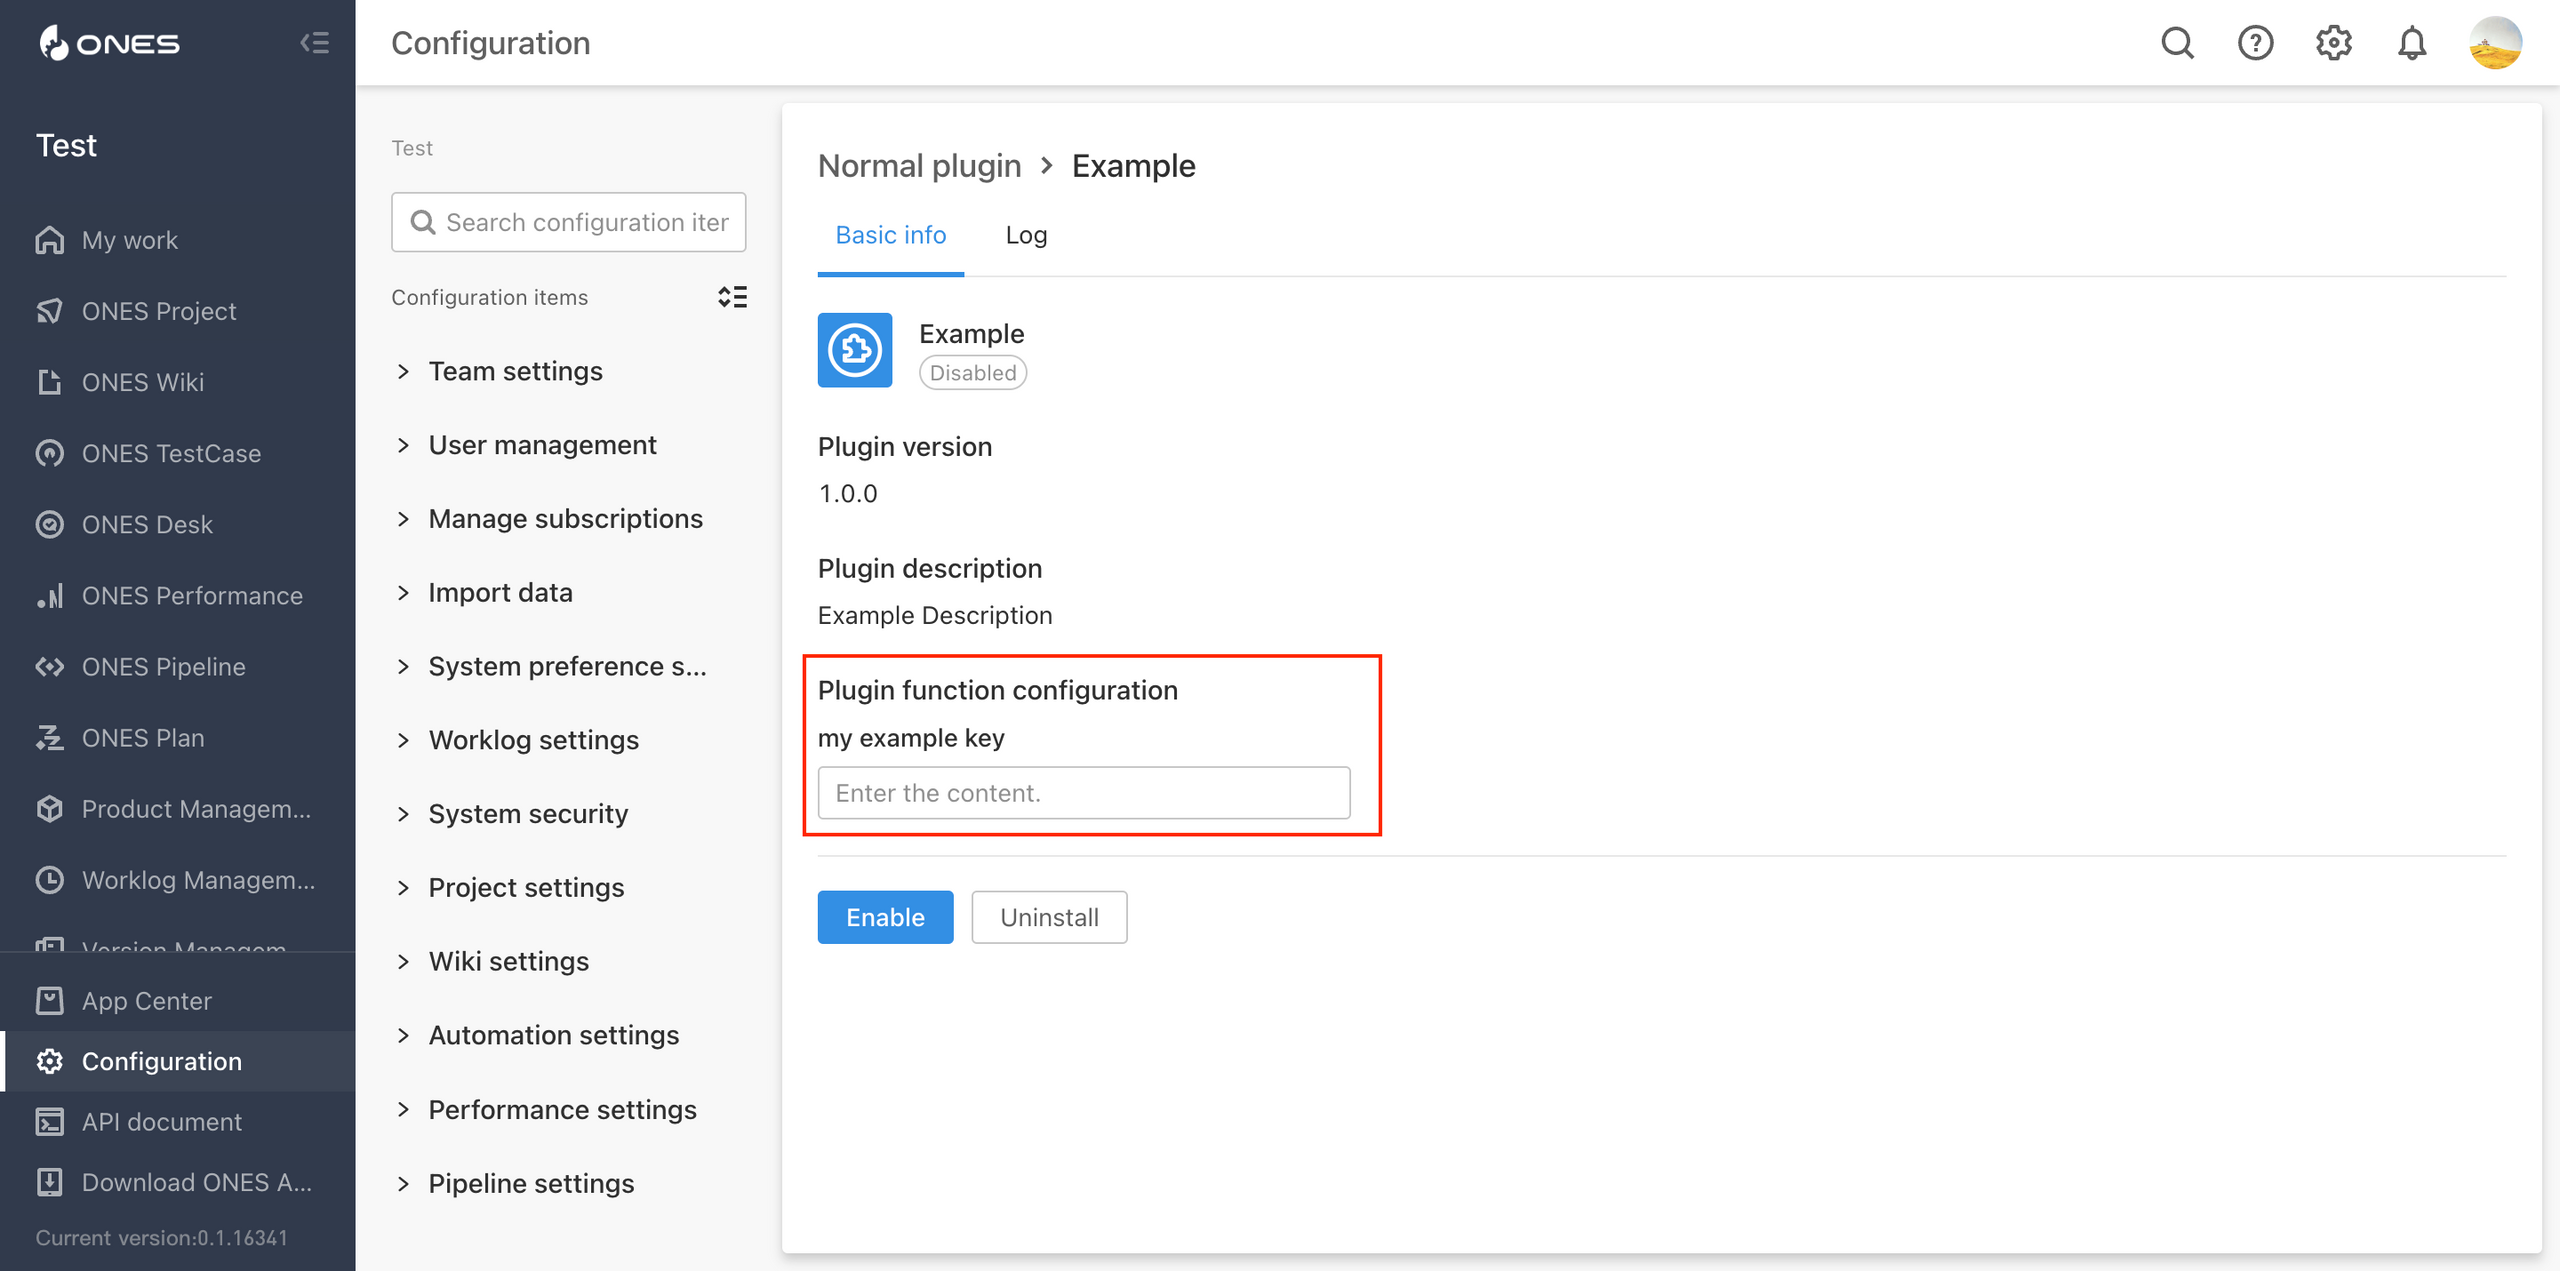 ONES
Test
My work
ONES Project
ONES Wiki
ONES TestCase
ONES Desk
ONES Performance
ONES Pipeline
ONES Plan
Product Managem...
Worklog Managem...
Version Managem
App Center
Configuration
API document
Download ONES A...
Current version:0.1.16341
Configuration
Test
Search configuration iter
Configuration items
Team settings
User management
Manage subscriptions
Import data
System preference s...
Worklog settings
System security
Project settings
Wiki settings
Automation settings
Performance settings
Pipeline settings
Normal plugin > Example
Basic info Log
Example
Disabled
Plugin version
1.0.0
Plugin description
Example Description
Plugin function configuration
my example key
Enter the content.
Enable Uninstall